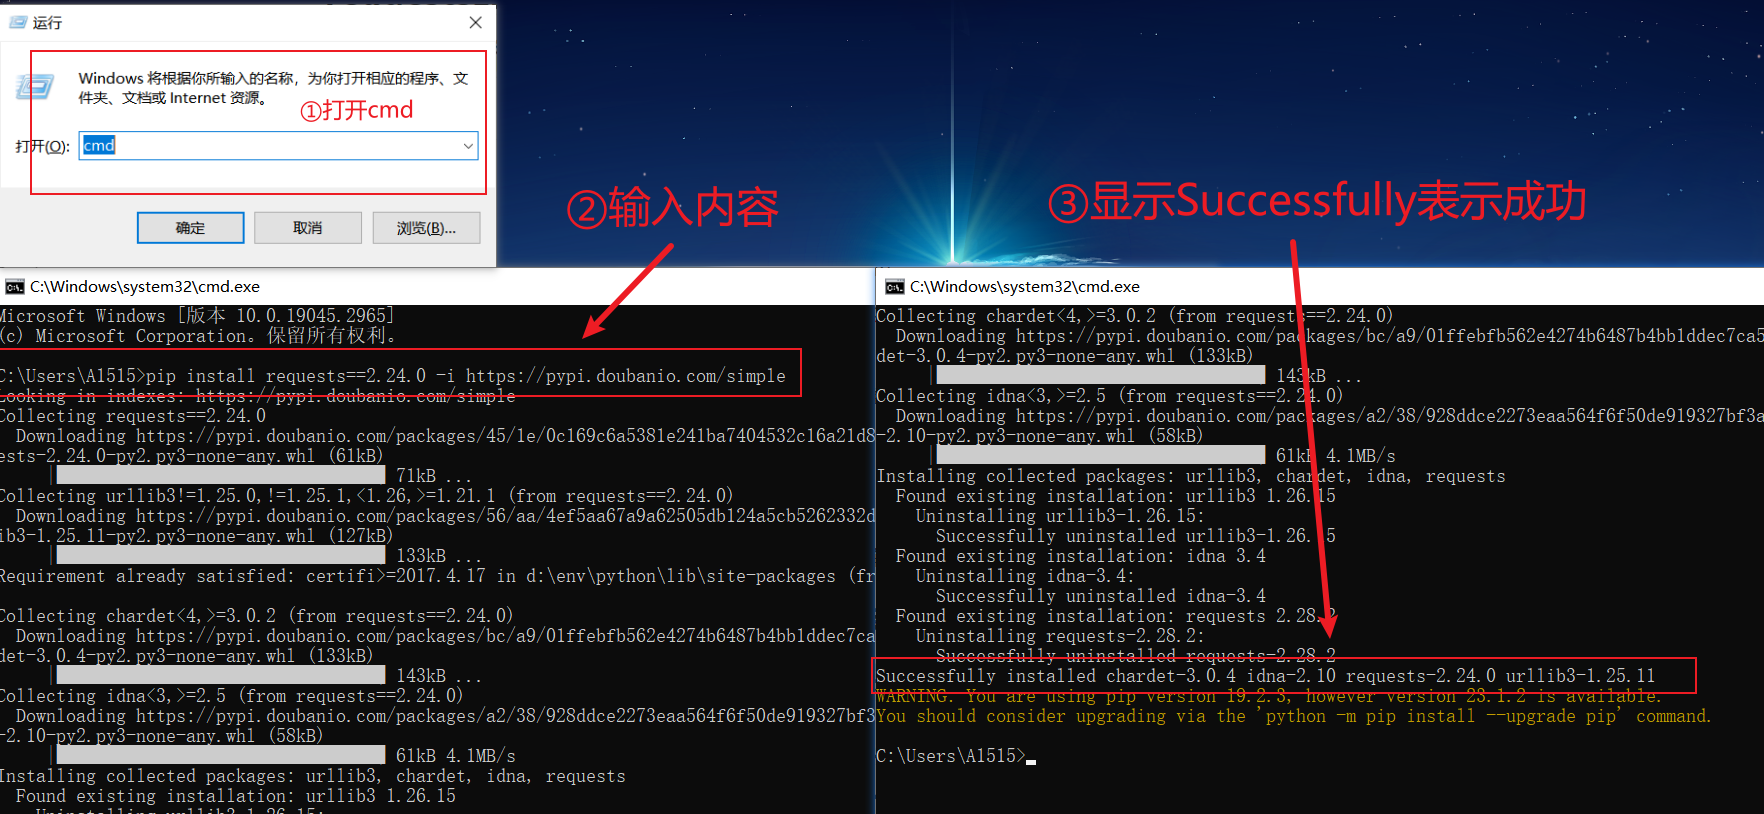 运行
Windows 将根据你所输入的名称，为你打开相应的程序、文
件夹、文档或 Internet 资源。
①打开cmd
打开(O):
cmd
确定
取消
浏览(B)...
②输入内容
③显示Successfully表示成功
C:\Windows\system32\cmd.exe
Microsoft Windows [版本 10.0.19045.2965]
(c) Microsoft Corporation。保留所有权利。
C:\Users\A1515>pip install requests==2.24.0 -i https://pypi.doubanio.com/simple
Looking in indexes: https://pypi.doubanio.com/simple
Collecting requests==2.24.0
Downloading https://pypi.doubanio.com/packages/45/1e/0c169c6a5381e241ba7404532c16a21d8
ests-2.24.0-py2.py3-none-any.whl (61kB)
71kB ...
Collecting urllib3!=1.25.0,!=1.25.1,<1.26,>=1.21.1 (from requests==2.24.0)
Downloading https://pypi.doubanio.com/packages/56/aa/4ef5aa67a9a62505db124a5cb5262332d
ib3-1.25.11-py2.py3-none-any.whl (127kB)
133kB ...
Requirement already satisfied: certifi>=2017.4.17 in d:\env\python\lib\site-packages (fr
Collecting chardet<4,>=3.0.2 (from requests==2.24.0)
Downloading https://pypi.doubanio.com/packages/bc/a9/01ffebfb562e4274b6487b4bb1ddec7ca
det-3.0.4-py2.py3-none-any.whl (133kB)
143kB ...
Collecting idna<3,>=2.5 (from requests==2.24.0)
Downloading https://pypi.doubanio.com/packages/a2/38/928ddce2273eaa564f6f50de919327bf3
-2.10-py2.py3-none-any.whl (58kB)
61kB 4.1MB/s
Installing collected packages: urllib3, chardet, idna, requests
Found existing installation: urllib3 1.26.15
Uninstalling urllib3-1.26.15:
C:\Windows\system32\cmd.exe
Collecting chardet<4,>=3.0.2 (from requests==2.24.0)
Downloading https://pypi.doubanio.com/packages/bc/a9/01ffebfb562e4274b6487b4bb1ddec7ca5
det-3.0.4-py2.py3-none-any.whl (133kB)
143kB ...
Collecting idna<3,>=2.5 (from requests==2.24.0)
Downloading https://pypi.doubanio.com/packages/a2/38/928ddce2273eaa564f6f50de919327bf3a
-2.10-py2.py3-none-any.whl (58kB)
61kB 4.1MB/s
Installing collected packages: urllib3, chardet, idna, requests
Found existing installation: urllib3 1.26.15
Uninstalling urllib3-1.26.15:
Successfully uninstalled urllib3-1.26.15
Found existing installation: idna 3.4
Uninstalling idna-3.4:
Successfully uninstalled idna-3.4
Found existing installation: requests 2.28.2
Uninstalling requests-2.28.2:
Successfully uninstalled requests-2.28.2
Successfully installed chardet-3.0.4 idna-2.10 requests-2.24.0 urllib3-1.25.11
WARNING: You are using pip version 19.2.3, however version 23.1.2 is available.
You should consider upgrading via the 'python -m pip install --upgrade pip' command.
C:\Users\A1515>